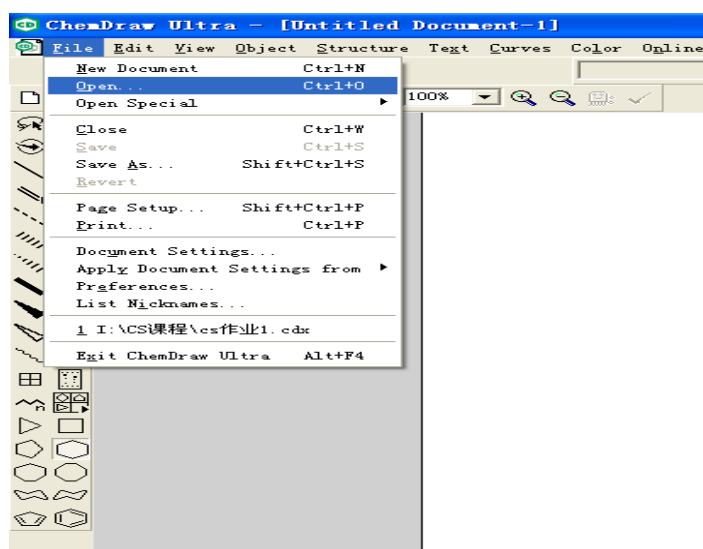 ChemDraw Ultra - [Untitled Document-1]
File Edit View Object Structure Text Curves Color Online
New Document Ctrl+N
Open... Ctrl+O
100%
Open Special
Close Ctrl+W
Save Ctrl+S
Save As... Shift+Ctrl+S
Revert
Page Setup... Shift+Ctrl+P
Print... Ctrl+P
Document Settings...
Apply Document Settings from
Preferences...
List Nicknames...
1 I:\CS课程\cs作业1.cdx
Exit ChemDraw Ultra Alt+F4